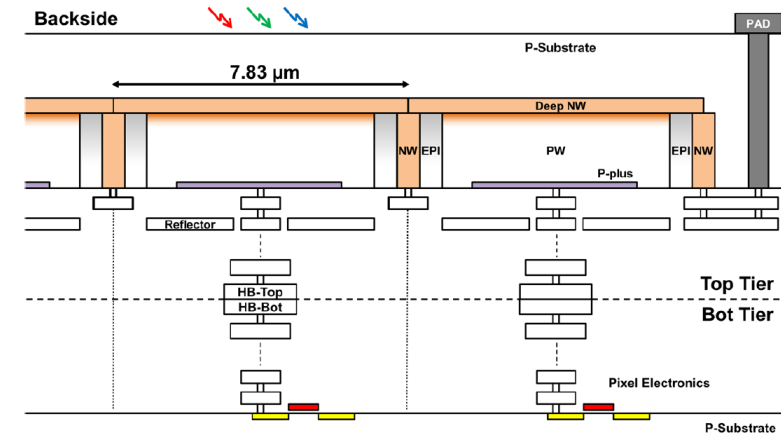 Backside
PAD
P-Substrate
7.83 µm
Deep NW
NW
EPI
PW
EPI
NW
P-plus
Reflector
HB-Top
HB-Bot
Top Tier
Bot Tier
Pixel Electronics
P-Substrate